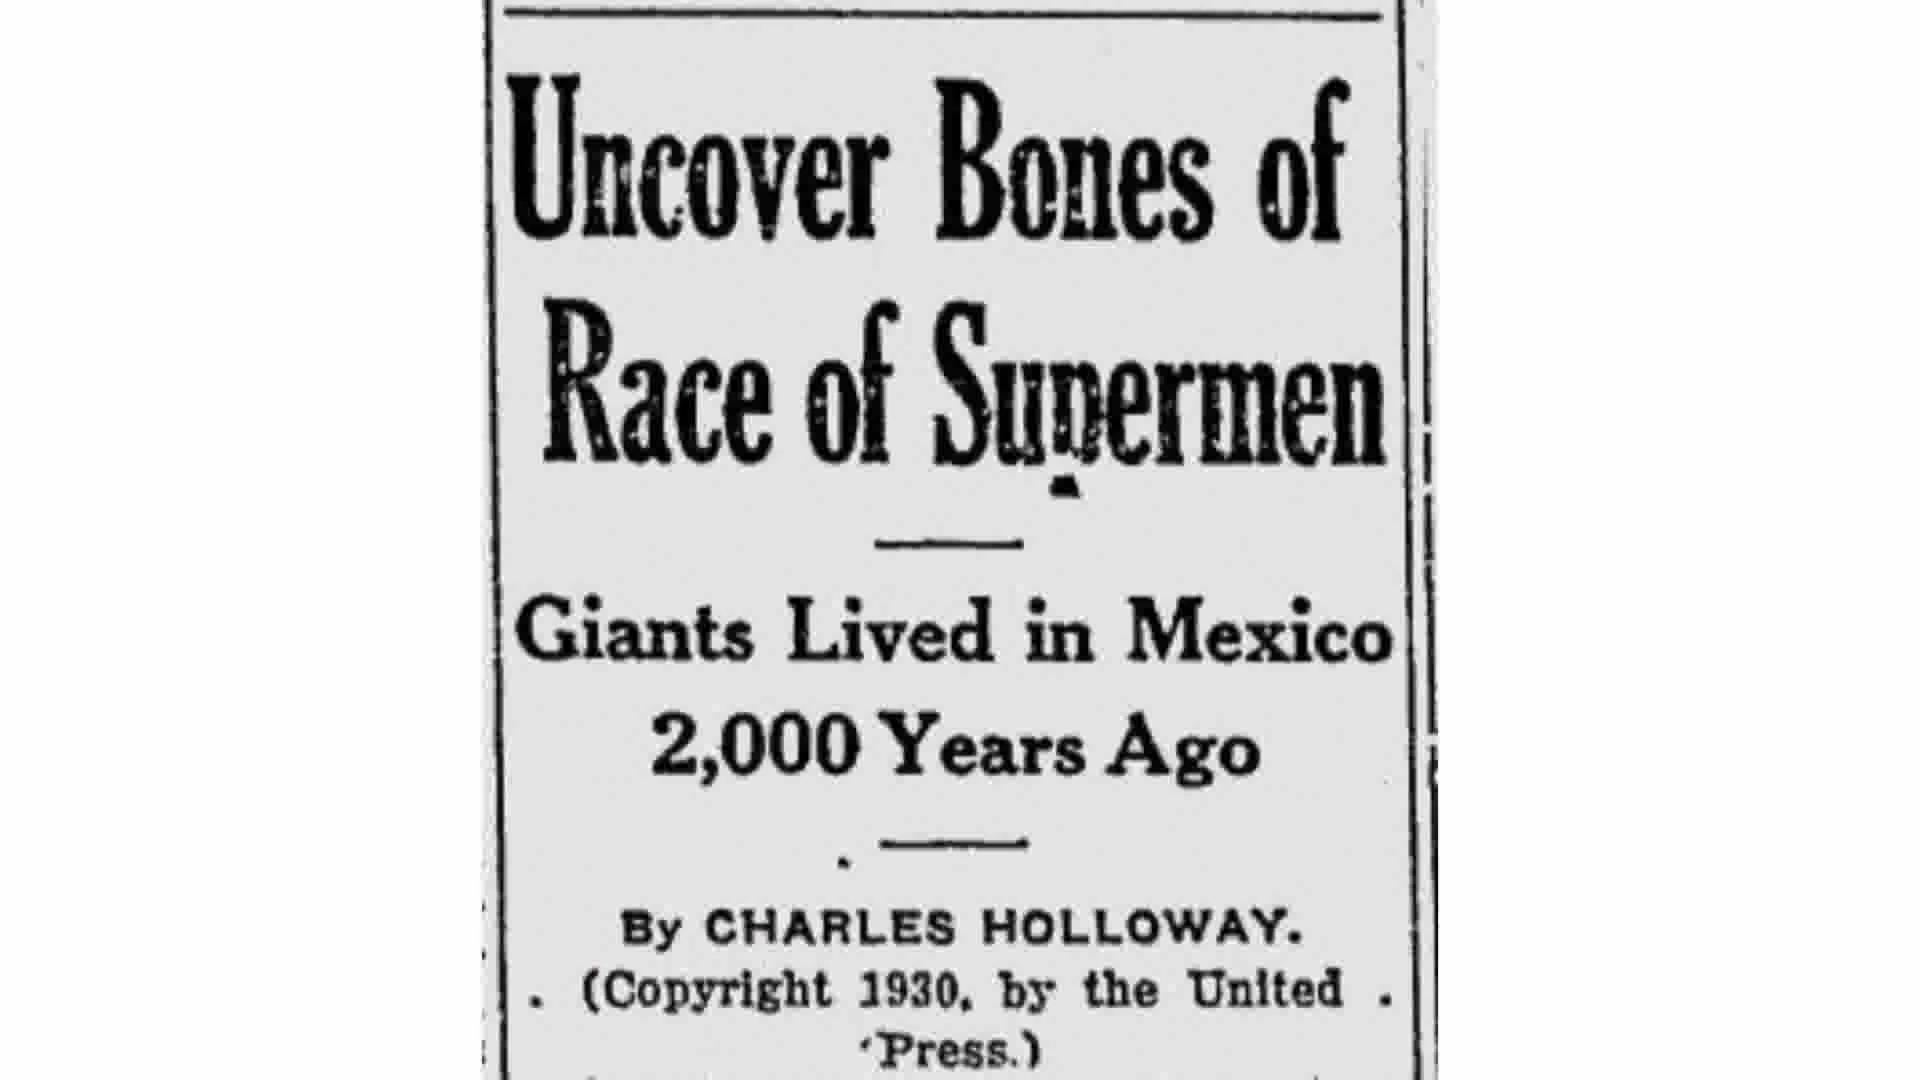 Uncover Bones of
Race of Supermen
Giants Lived in Mexico
2,000 Years Ago
By CHARLES HOLLOWAY.
. (Copyright 1930, by the United .
'Press.)